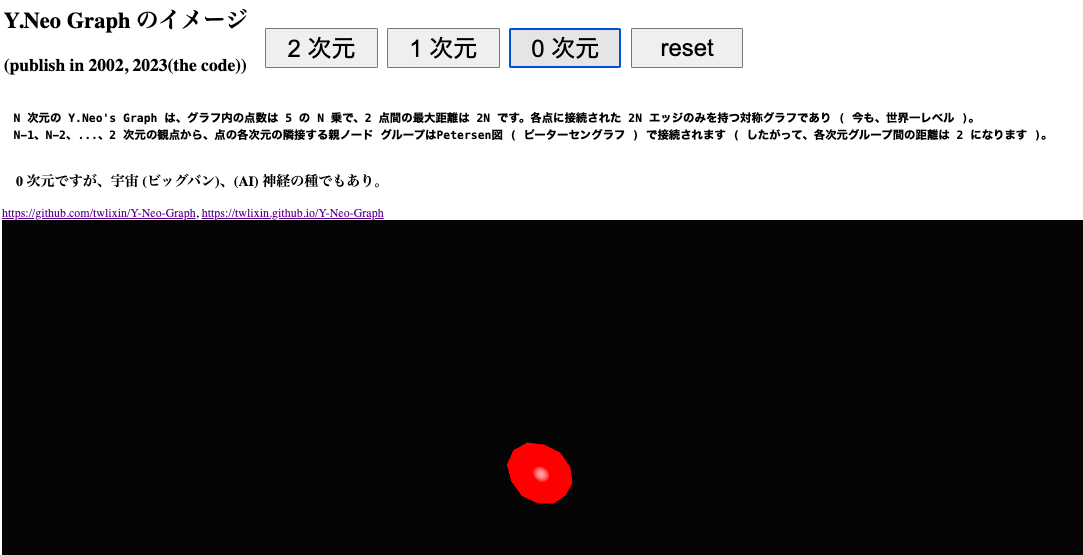 Y.Neo Graph のイメージ
(publish in 2002, 2023(the code))
2 次元
1 次元
0 次元
reset
N 次元の Y.Neo's Graph は、グラフ内の点数は 5 の N 乗で、2 点間の最大距離は 2N です。各点に接続された 2N エッジのみを持つ対称グラフであり ( 今も、世界一レベル )。
N-1、N-2、...、2 次元の観点から、点の各次元の隣接する親ノード グループはPetersen図 ( ピーターセングラフ ) で接続されます ( したがって、各次元グループ間の距離は 2 になります )。
0 次元ですが、宇宙 (ビッグバン)、(AI) 神経の種でもあり。
https://github.com/twlixin/Y-Neo-Graph, https://twlixin.github.io/Y-Neo-Graph